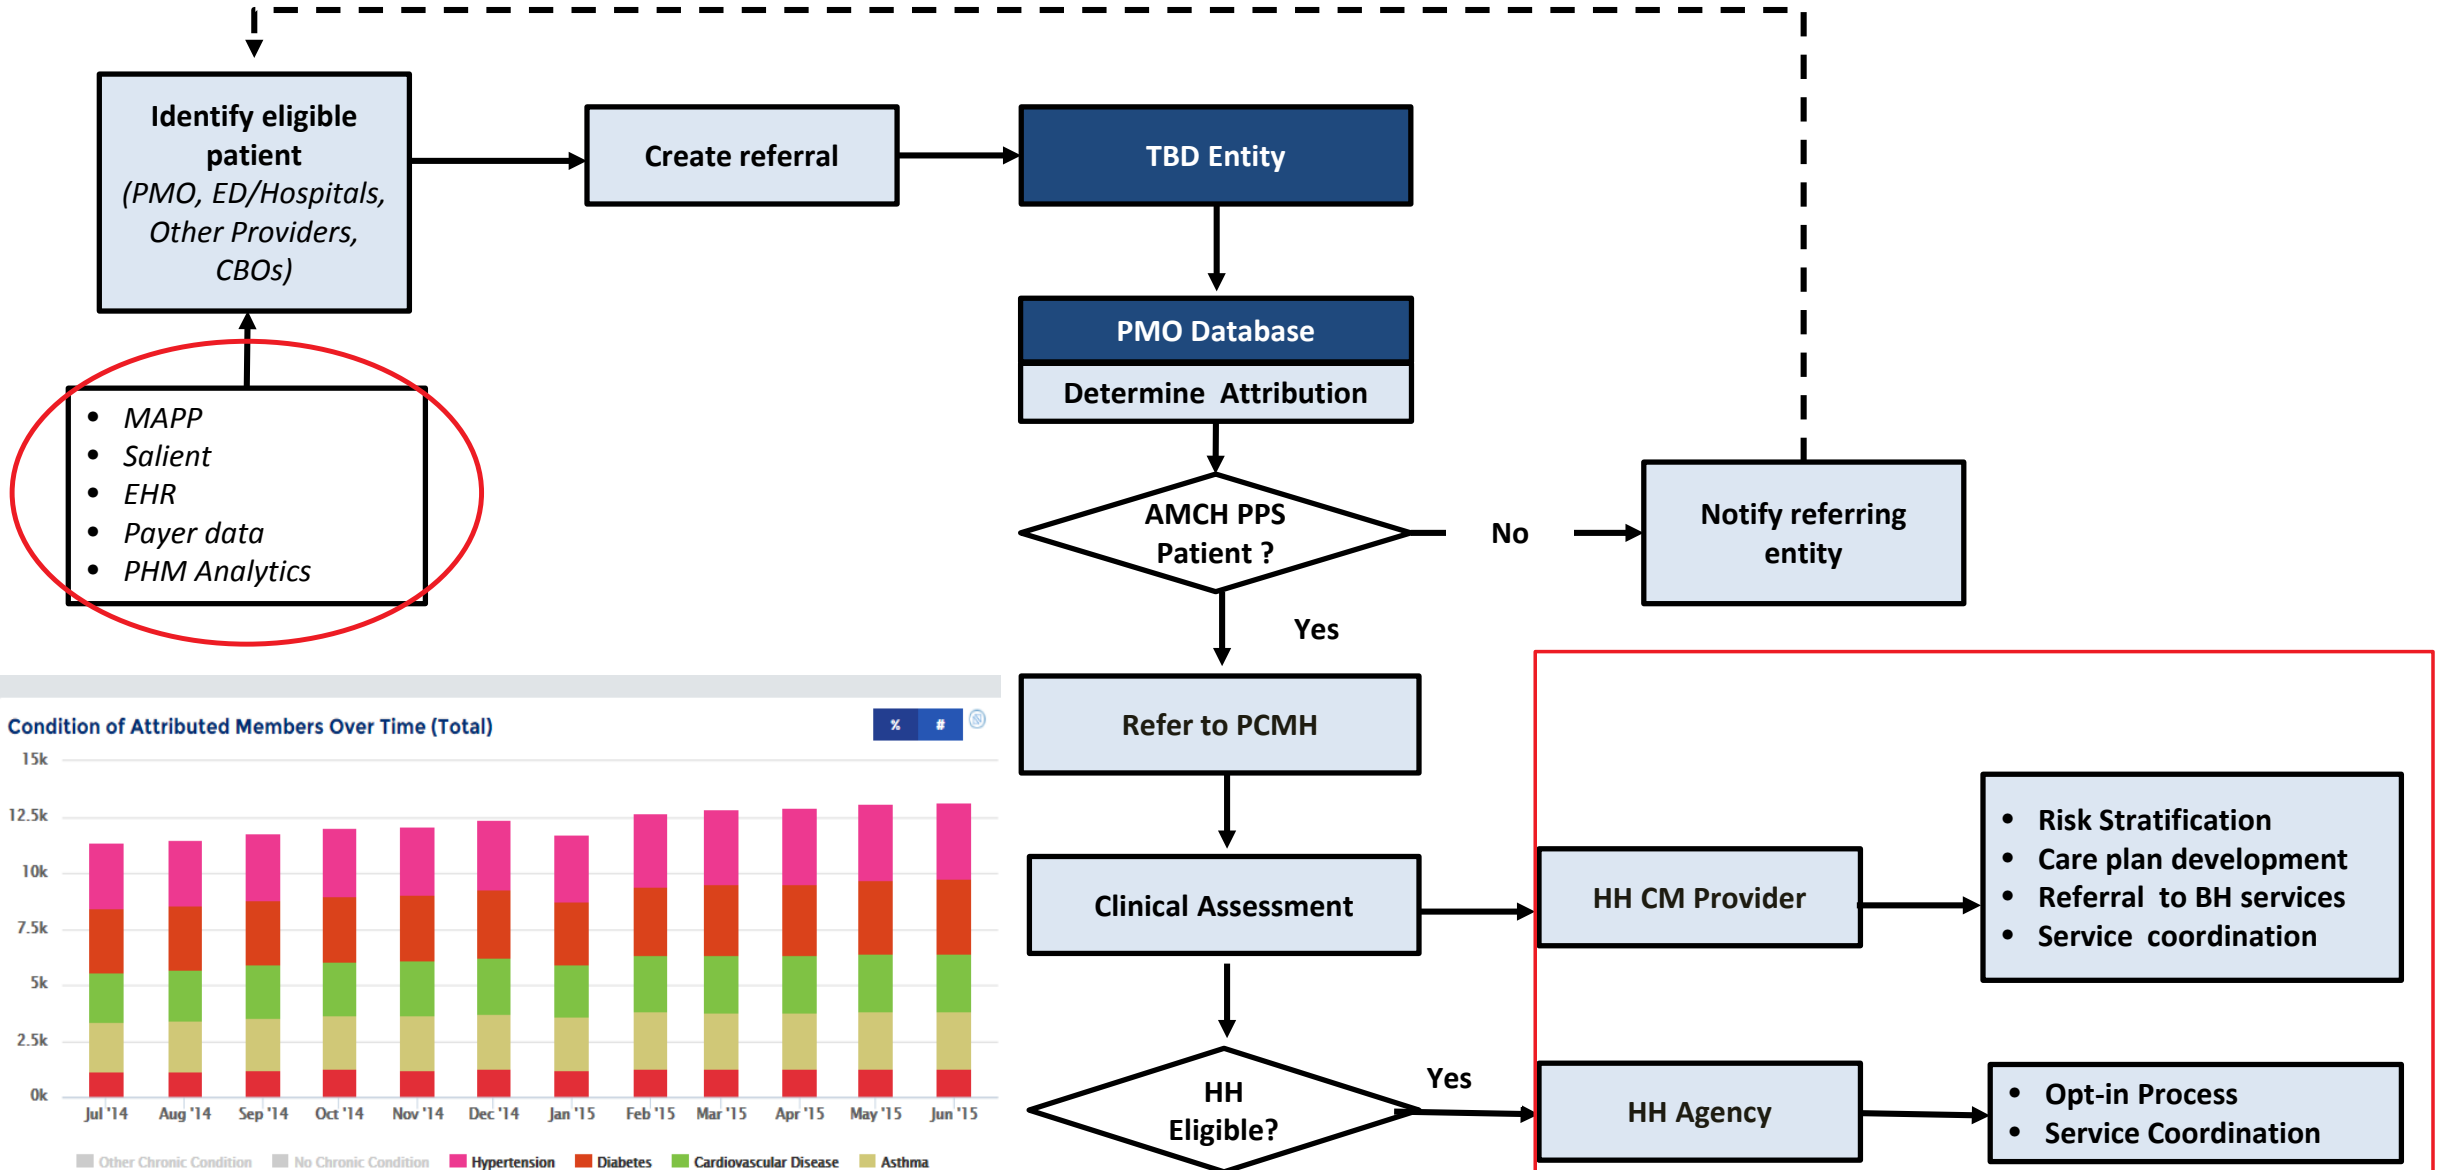 Identify eligible
patient
(PMO, ED/Hospitals,
Other Providers,
CBOs)
Create referral
TBD Entity
PMO Database
Determine Attribution
• MAPP
• Salient
• EHR
• Payer data
• PHM Analytics
AMCH PPS
Patient ?
No
Notify referring
entity
Yes
Refer to PCMH
Clinical Assessment
HH CM Provider
• Risk Stratification
• Care plan development
• Referral to BH services
• Service coordination
HH
Eligible?
Yes
HH Agency
• Opt-in Process
• Service Coordination
Condition of Attributed Members Over Time (Total)
% #
15k
12.5k
10k
7.5k
5k
2.5k
0k
Jul '14 Aug '14 Sep '14 Oct '14 Nov '14 Dec '14 Jan '15 Feb '15 Mar '15 Apr '15 May '15 Jun '15
Other Chronic Condition No Chronic Condition Hypertension Diabetes Cardiovascular Disease Asthma